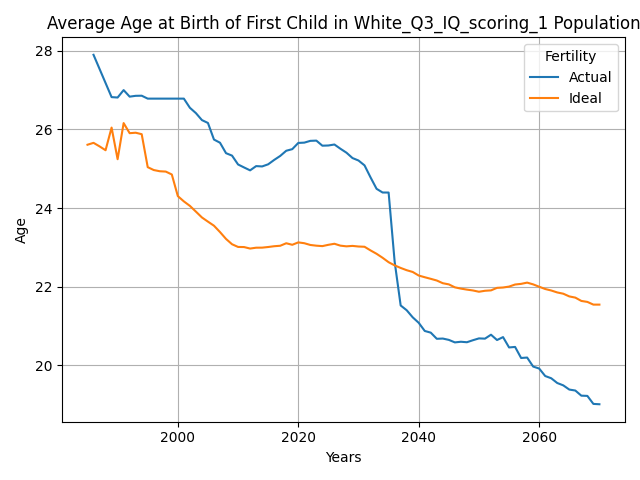 Average Age at Birth of First Child in White_Q3_IQ_scoring_1 Population
Fertility
Actual
Ideal
28
26
24
22
20
Age
2000
2020
2040
2060
Years